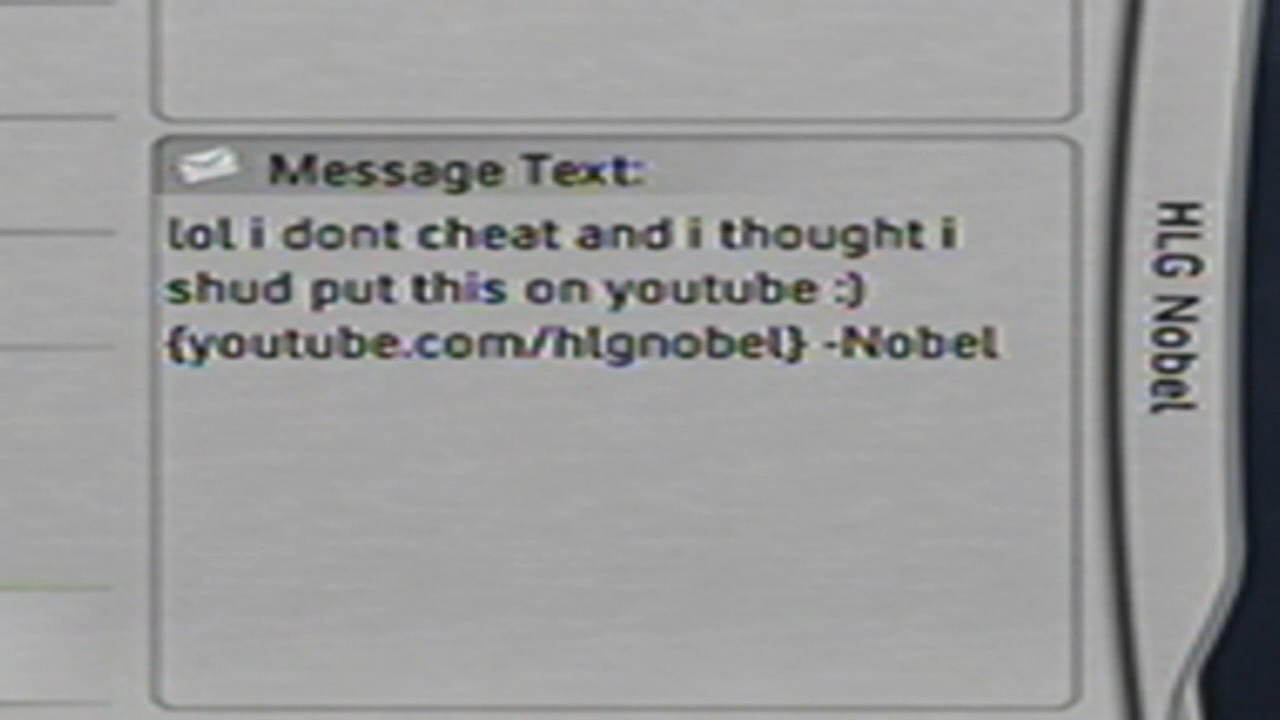 Message Text:
lol i dont cheat and i thought i
shud put this on youtube :)
{youtube.com/hlgnobel} -Nobel
HLG Nobel